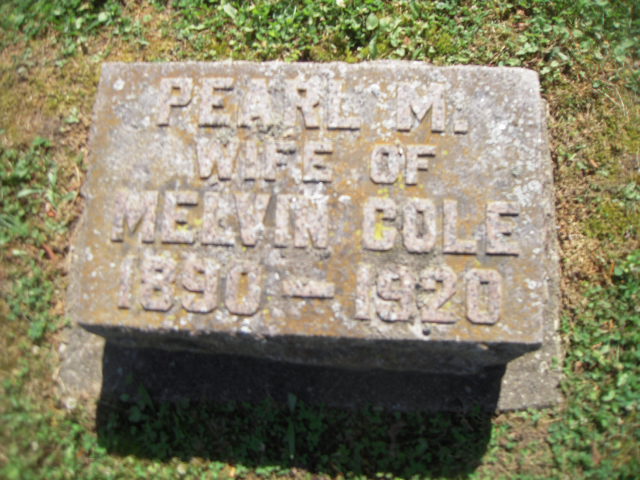 PEARL M.
WIFE OF
MELVIN COLE
1890 — 1920